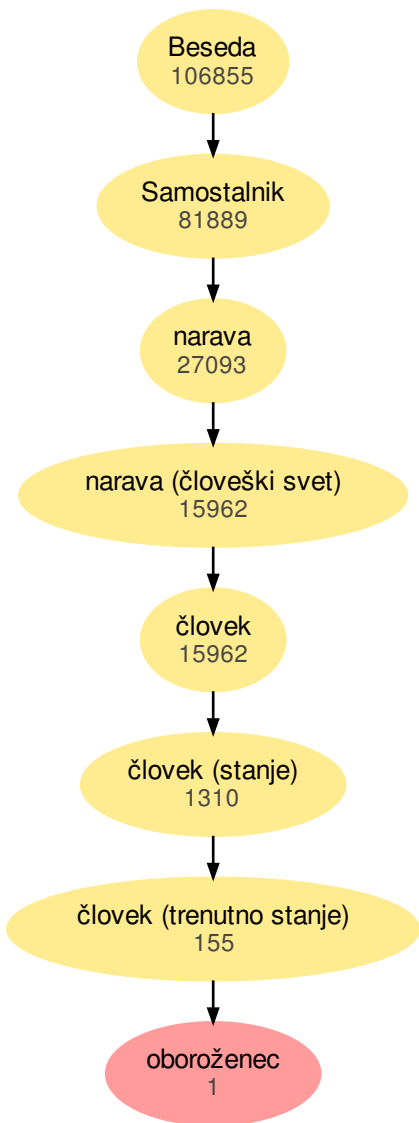 Beseda
106855
Samostalnik
81889
narava
27093
narava (človeški svet)
15962
človek
15962
človek (stanje)
1310
človek (trenutno stanje)
155
oboroženec
1